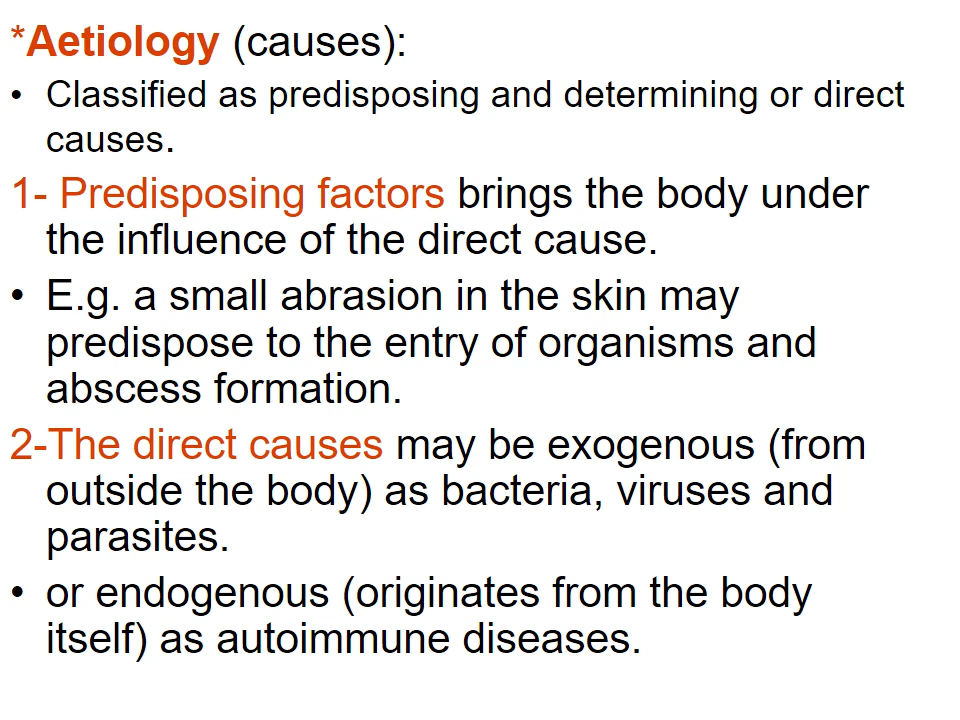 *Aetiology (causes):
• Classified as predisposing and determining or direct
causes.
1- Predisposing factors brings the body under
the influence of the direct cause.
• E.g. a small abrasion in the skin may
predispose to the entry of organisms and
abscess formation.
2-The direct causes may be exogenous (from
outside the body) as bacteria, viruses and
parasites.
• or endogenous (originates from the body
itself) as autoimmune diseases.